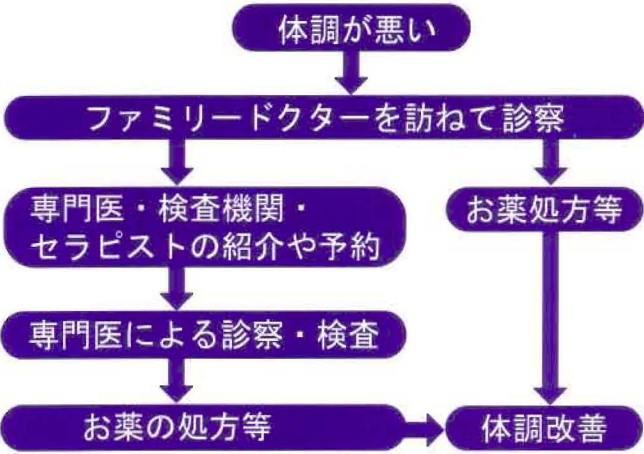 体調が悪い
ファミリードクターを訪ねて診察
専門医・検査機関・
セラピストの紹介や予約
お薬処方等
専門医による診察・検査
お薬の処方等
体調改善